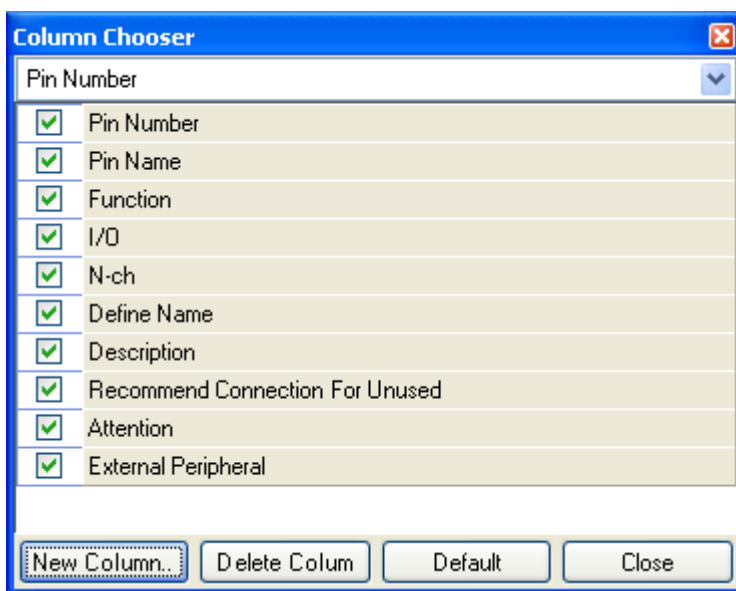 Column Chooser
Pin Number
Pin Number
Pin Name
Function
I/O
N-ch
Define Name
Description
Recommend Connection For Unused
Attention
External Peripheral
New Column.. Delete Colum Default Close